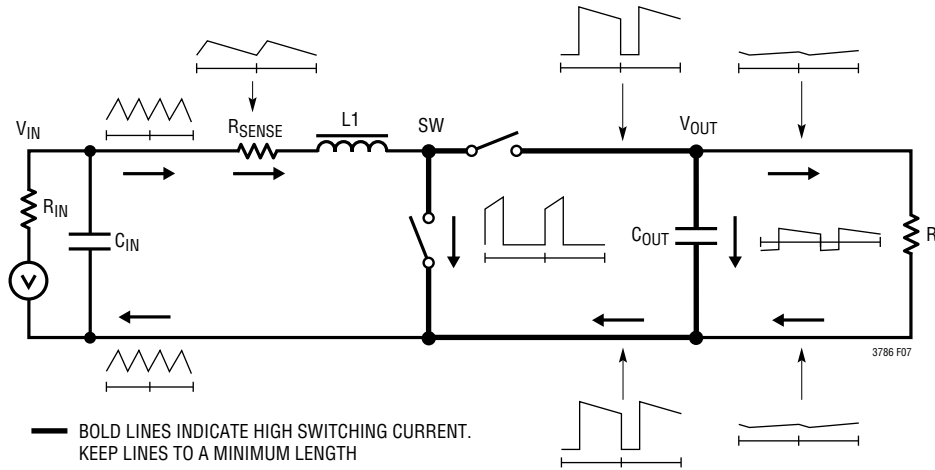 L1
SW
R_SENSE
V_IN
V_OUT
R_IN
C_IN
V
C_OUT
R
3786 F07
BOLD LINES INDICATE HIGH SWITCHING CURRENT.
KEEP LINES TO A MINIMUM LENGTH